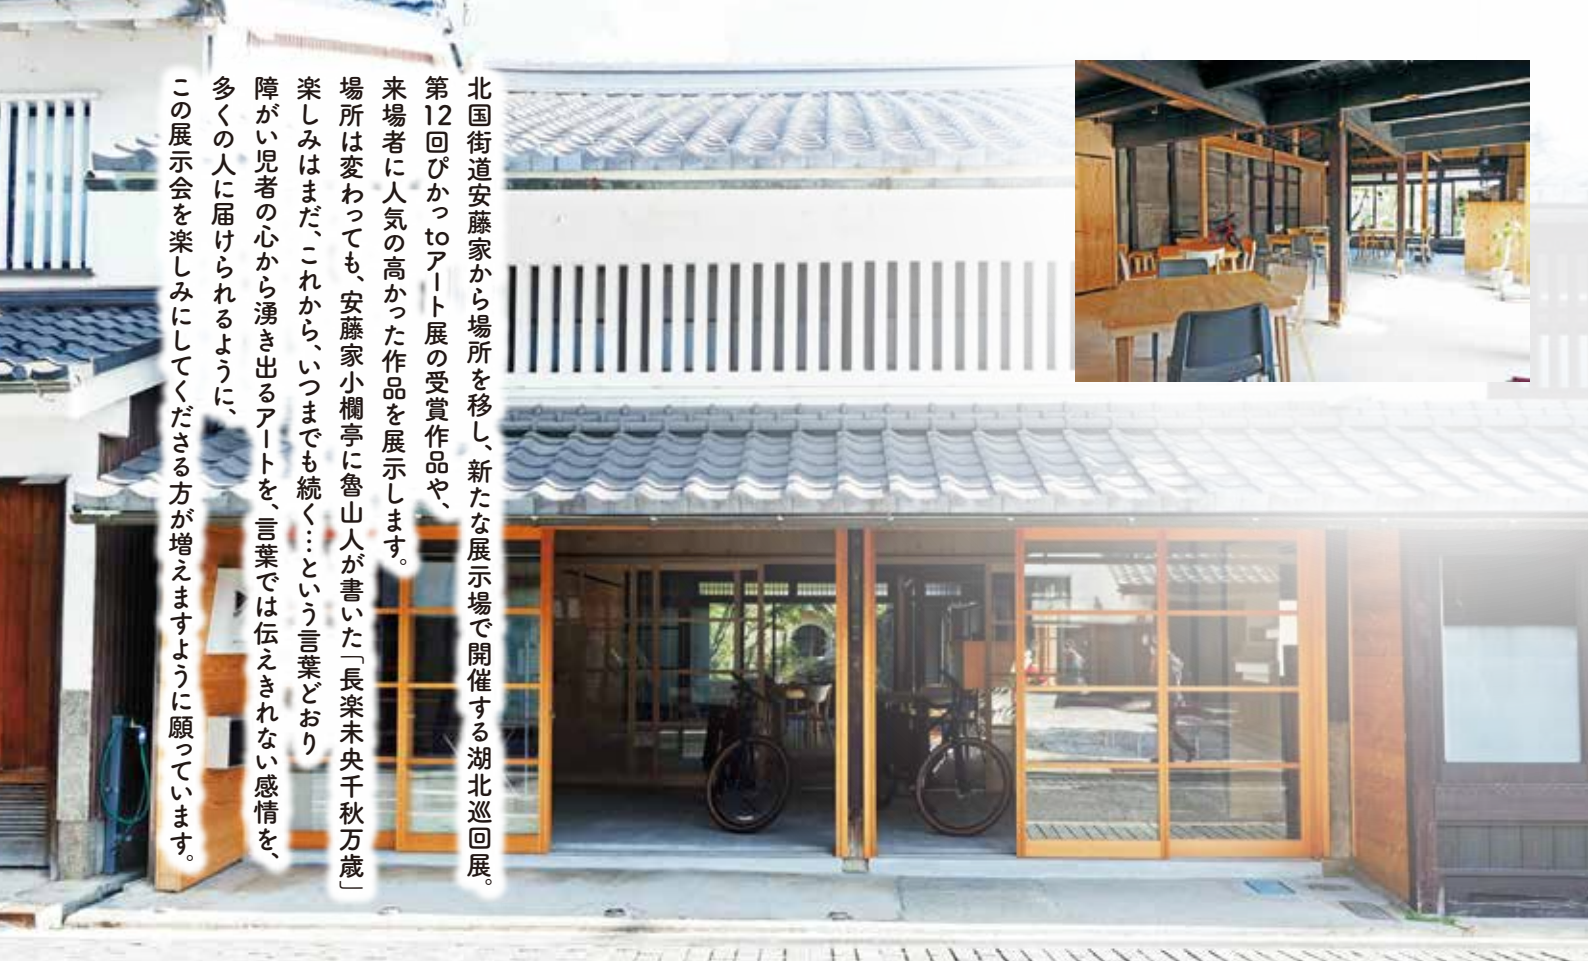 北国街道安藤家から場所を移し、新たな展示場で開催する湖北巡回展。
第12回ぴかっtoアート展の受賞作品や、
来場者に人気の高かった作品を展示します。
場所は変わっても、安藤家小欄亭に魯山人が書いた「長楽未央千秋万歳」
楽しみはまだ、これから、いつまでも続く…という言葉どおり
障がい児者の心から湧き出るアートを、言葉では伝えきれない感情を、
多くの人に届けられるように、
この展示会を楽しみにしてくださる方が増えますように願っています。